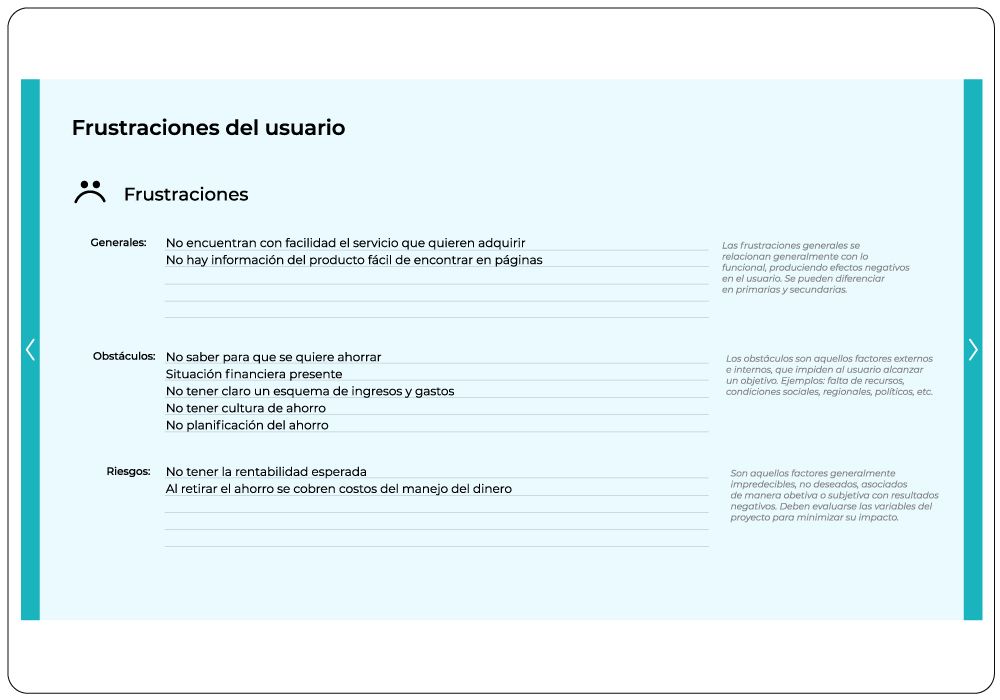 Frustraciones del usuario
Frustraciones
Generales:
No encuentran con facilidad el servicio que quieren adquirir
No hay información del producto fácil de encontrar en páginas
Las frustraciones generales se
relacionan generalmente con lo
funcional, produciendo efectos negativos
en el usuario. Se pueden diferenciar
en primarias y secundarias.
Obstáculos:
No saber para que se quiere ahorrar
Situación financiera presente
No tener claro un esquema de ingresos y gastos
No tener cultura de ahorro
No planificación del ahorro
Los obstáculos son aquellos factores externos
e internos, que impiden al usuario alcanzar
un objetivo. Ejemplos: falta de recursos,
condiciones sociales, regionales, políticos, etc.
Riesgos:
No tener la rentabilidad esperada
Al retirar el ahorro se cobren costos del manejo del dinero
Son aquellos factores generalmente
impredecibles, no deseados, asociados
de manera obetiva o subjetiva con resultados
negativos. Deben evaluarse las variables del
proyecto para minimizar su impacto.